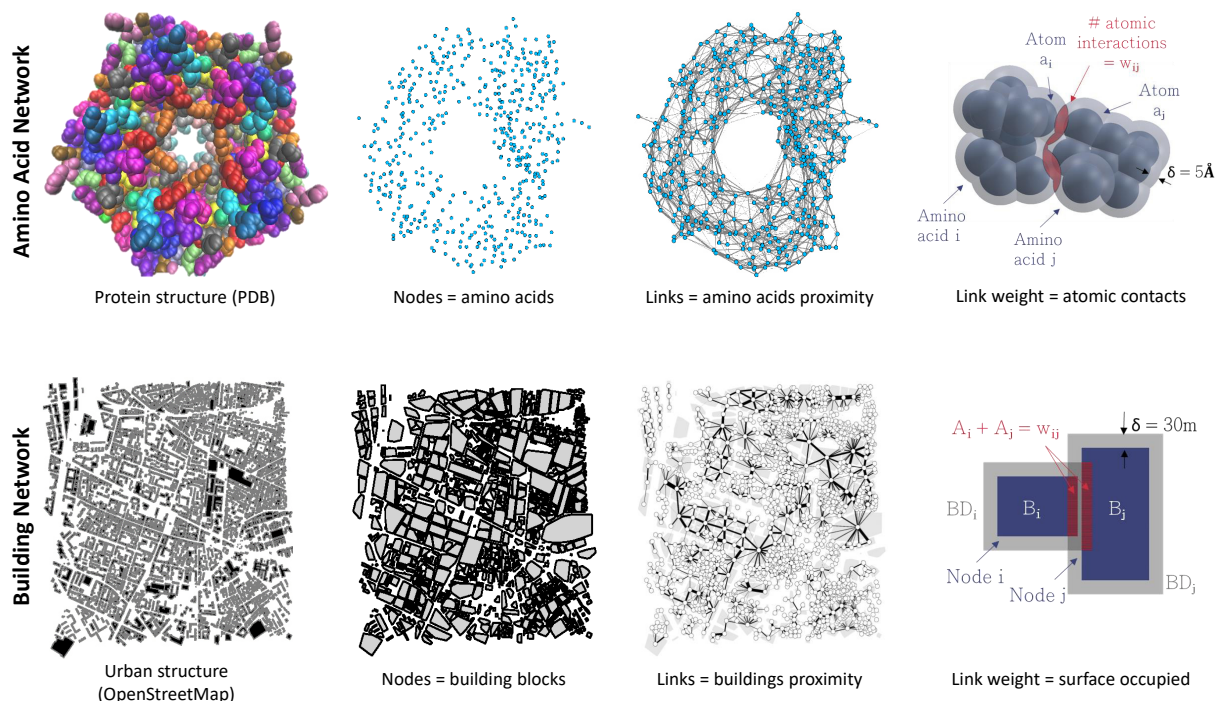 Amino Acid Network
Protein structure (PDB)
Nodes = amino acids
Links = amino acids proximity
# atomic
interactions
= wij
Atom
ai
Atom
aj
δ = 5Å
Amino
acid i
Amino
acid j
Link weight = atomic contacts
Building Network
Urban structure
(OpenStreetMap)
Nodes = building blocks
Links = buildings proximity
Ai + Aj = wij
δ = 30m
BDi
Bi
Bj
Node i
Node j
BDj
Link weight = surface occupied